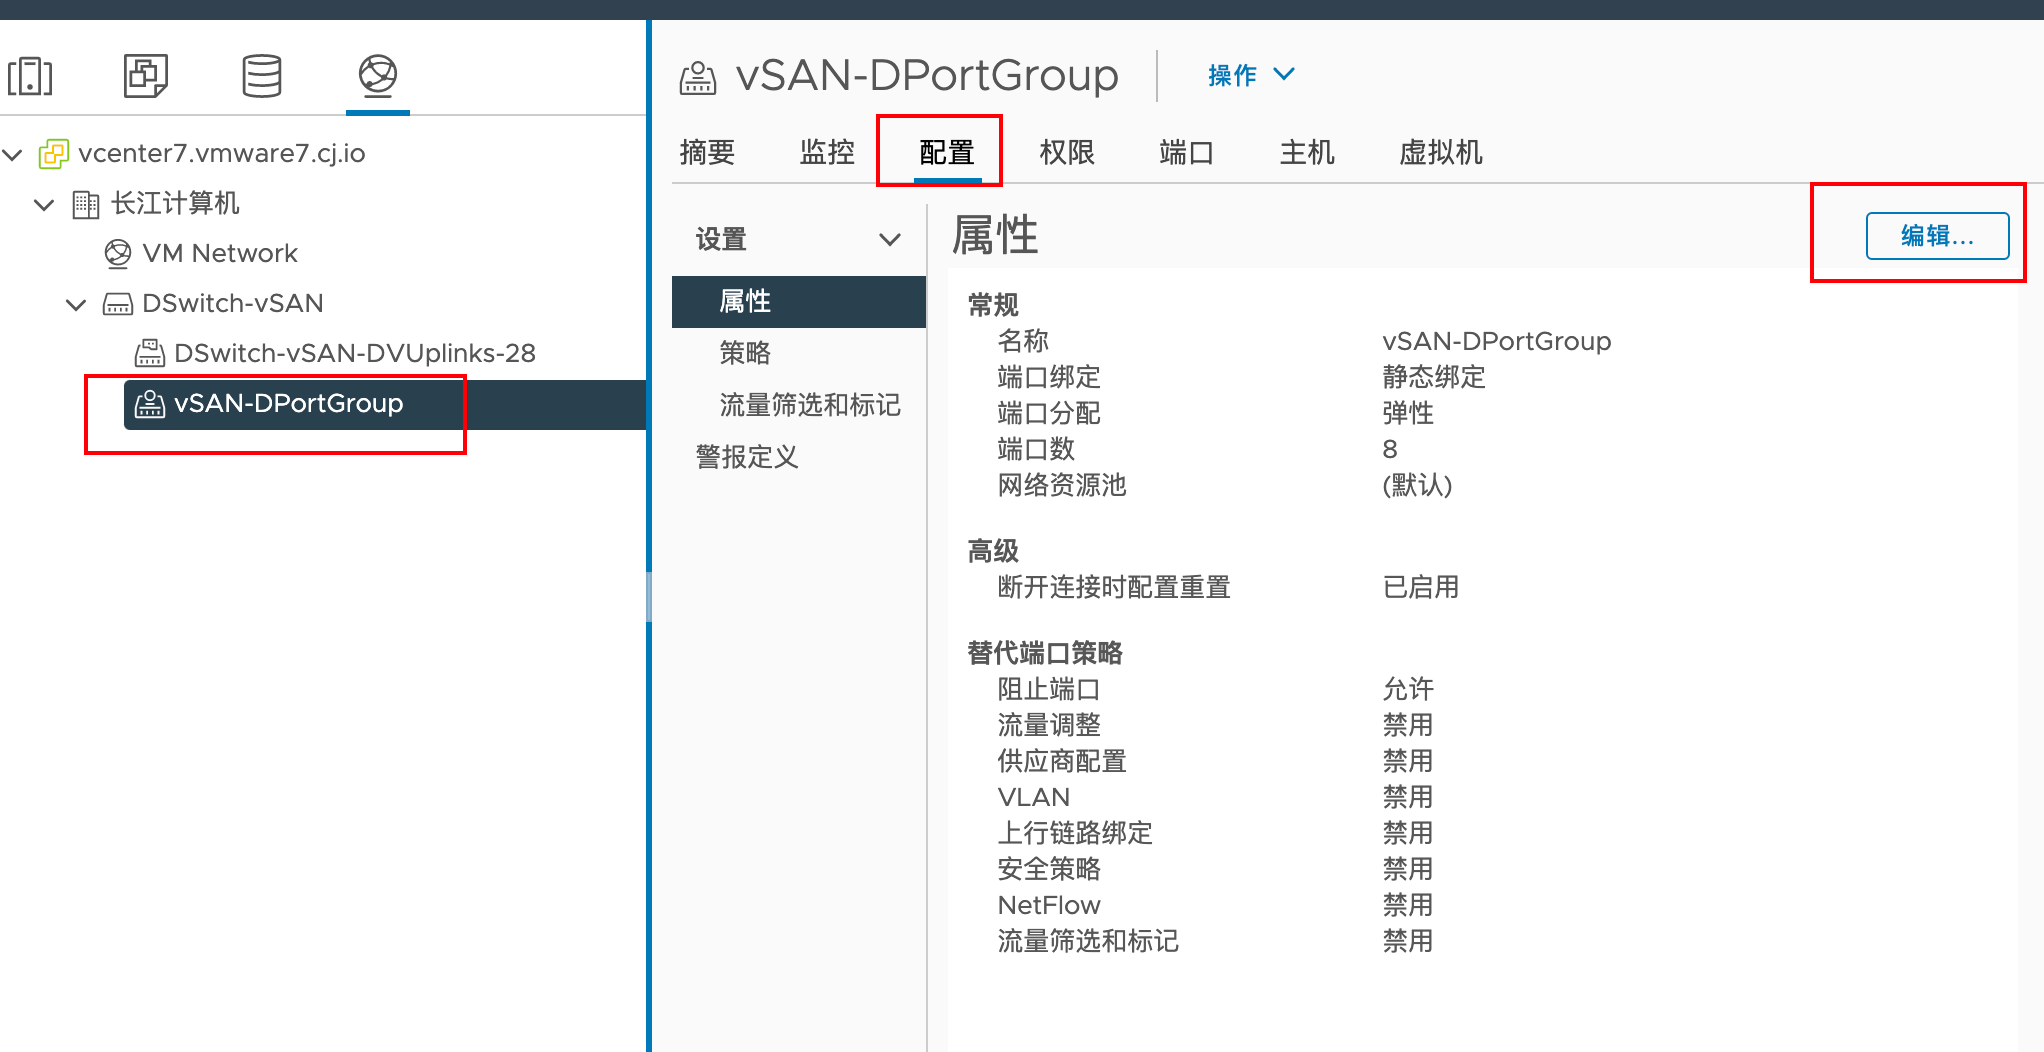 vcenter7.vmware7.cj.io
长江计算机
VM Network
DSwitch-vSAN
DSwitch-vSAN-DVUplinks-28
vSAN-DPortGroup
vSAN-DPortGroup
操作
摘要 监控 配置 权限 端口 主机 虚拟机
设置
属性
策略
流量筛选和标记
警报定义
属性
编辑...
常规
名称 vSAN-DPortGroup
端口绑定 静态绑定
端口分配 弹性
端口数 8
网络资源池 (默认)
高级
断开连接时配置重置 已启用
替代端口策略
阻止端口 允许
流量调整 禁用
供应商配置 禁用
VLAN 禁用
上行链路绑定 禁用
安全策略 禁用
NetFlow 禁用
流量筛选和标记 禁用